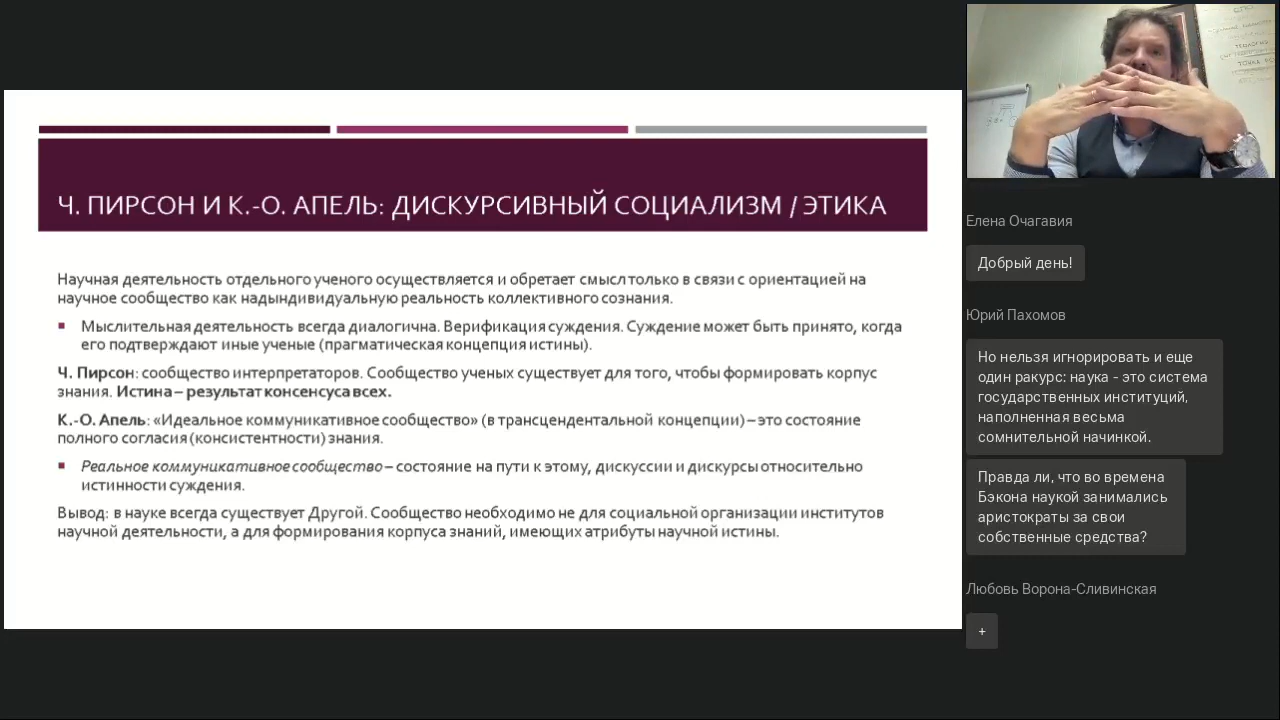 Ч. ПИРСОН И К.-О. АПЕЛЬ: ДИСКУРСИВНЫЙ СОЦИАЛИЗМ / ЭТИКА
Научная деятельность отдельного ученого осуществляется и обретает смысл только в связи с ориентацией на
научное сообщество как надындивидуальную реальность коллективного сознания.
Мыслительная деятельность всегда диалогична. Верификация суждения. Суждение может быть принято, когда
его подтверждают иные ученые (прагматическая концепция истины).
Ч. Пирсон: сообщество интерпретаторов. Сообщество ученых существует для того, чтобы формировать корпус
знания. Истина – результат консенсуса всех.
К.-О. Апель: «Идеальное коммуникативное сообщество» (в трансцендентальной концепции) – это состояние
полного согласия (консистентности) знания.
Реальное коммуникативное сообщество – состояние на пути к этому, дискуссии и дискурсы относительно
истинности суждения.
Вывод: в науке всегда существует Другой. Сообщество необходимо не для социальной организации институтов
научной деятельности, а для формирования корпуса знаний, имеющих атрибуты научной истины.
Елена Очагавия
Добрый день!
Юрий Пахомов
Но нельзя игнорировать и еще
один ракурс: наука - это система
государственных институций,
наполненная весьма
сомнительной начинкой.
Правда ли, что во времена
Бэкона наукой занимались
аристократы за свои
собственные средства?
Любовь Ворона-Сливинская
+